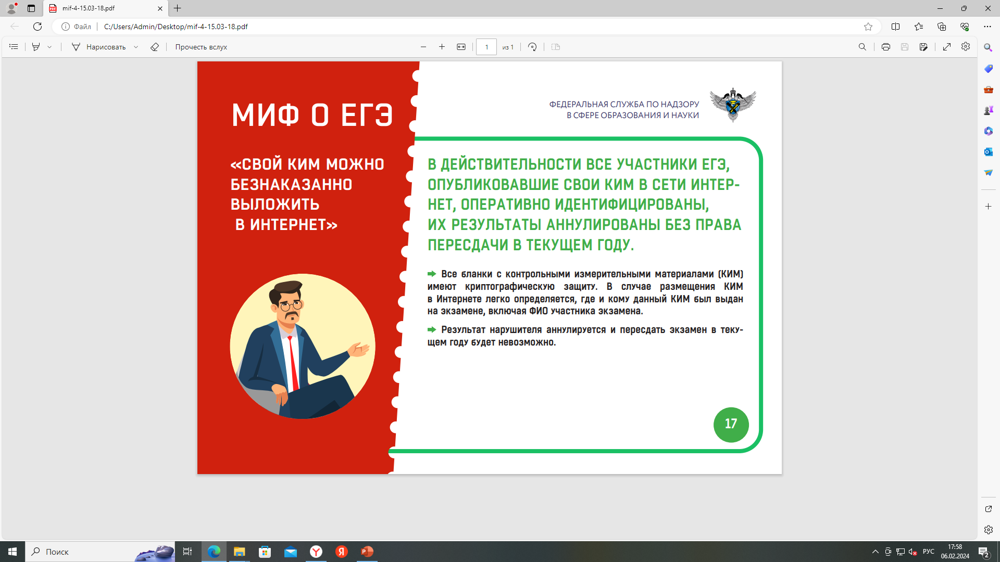 mif-4-15.03-18.pdf
Файл
C:/Users/Admin/Desktop/mif-4-15.03-18.pdf
Нарисовать
Прочесть вслух
1
из 1
МИФ О ЕГЭ
«СВОЙ КИМ МОЖНО
БЕЗНАКАЗАННО
ВЫЛОЖИТЬ
В ИНТЕРНЕТ»
ФЕДЕРАЛЬНАЯ СЛУЖБА ПО НАДЗОРУ
В СФЕРЕ ОБРАЗОВАНИЯ И НАУКИ
В ДЕЙСТВИТЕЛЬНОСТИ ВСЕ УЧАСТНИКИ ЕГЭ,
ОПУБЛИКОВАВШИЕ СВОИ КИМ В СЕТИ ИНТЕР-
НЕТ, ОПЕРАТИВНО ИДЕНТИФИЦИРОВАНЫ,
ИХ РЕЗУЛЬТАТЫ АННУЛИРОВАНЫ БЕЗ ПРАВА
ПЕРЕСДАЧИ В ТЕКУЩЕМ ГОДУ.
Все бланки с контрольными измерительными материалами (КИМ)
имеют криптографическую защиту. В случае размещения КИМ
в Интернете легко определяется, где и кому данный КИМ был выдан
на экзамене, включая ФИО участника экзамена.
Результат нарушителя аннулируется и пересдать экзамен в теку-
щем году будет невозможно.
17
Поиск
РУС
17:58
06.02.2024
2